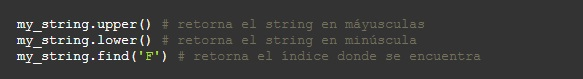 my_string.upper() # retorna el string en máyusculas
my_string.lower() # retorna el string en minúscula
my_string.find('F') # retorna el índice donde se encuentra